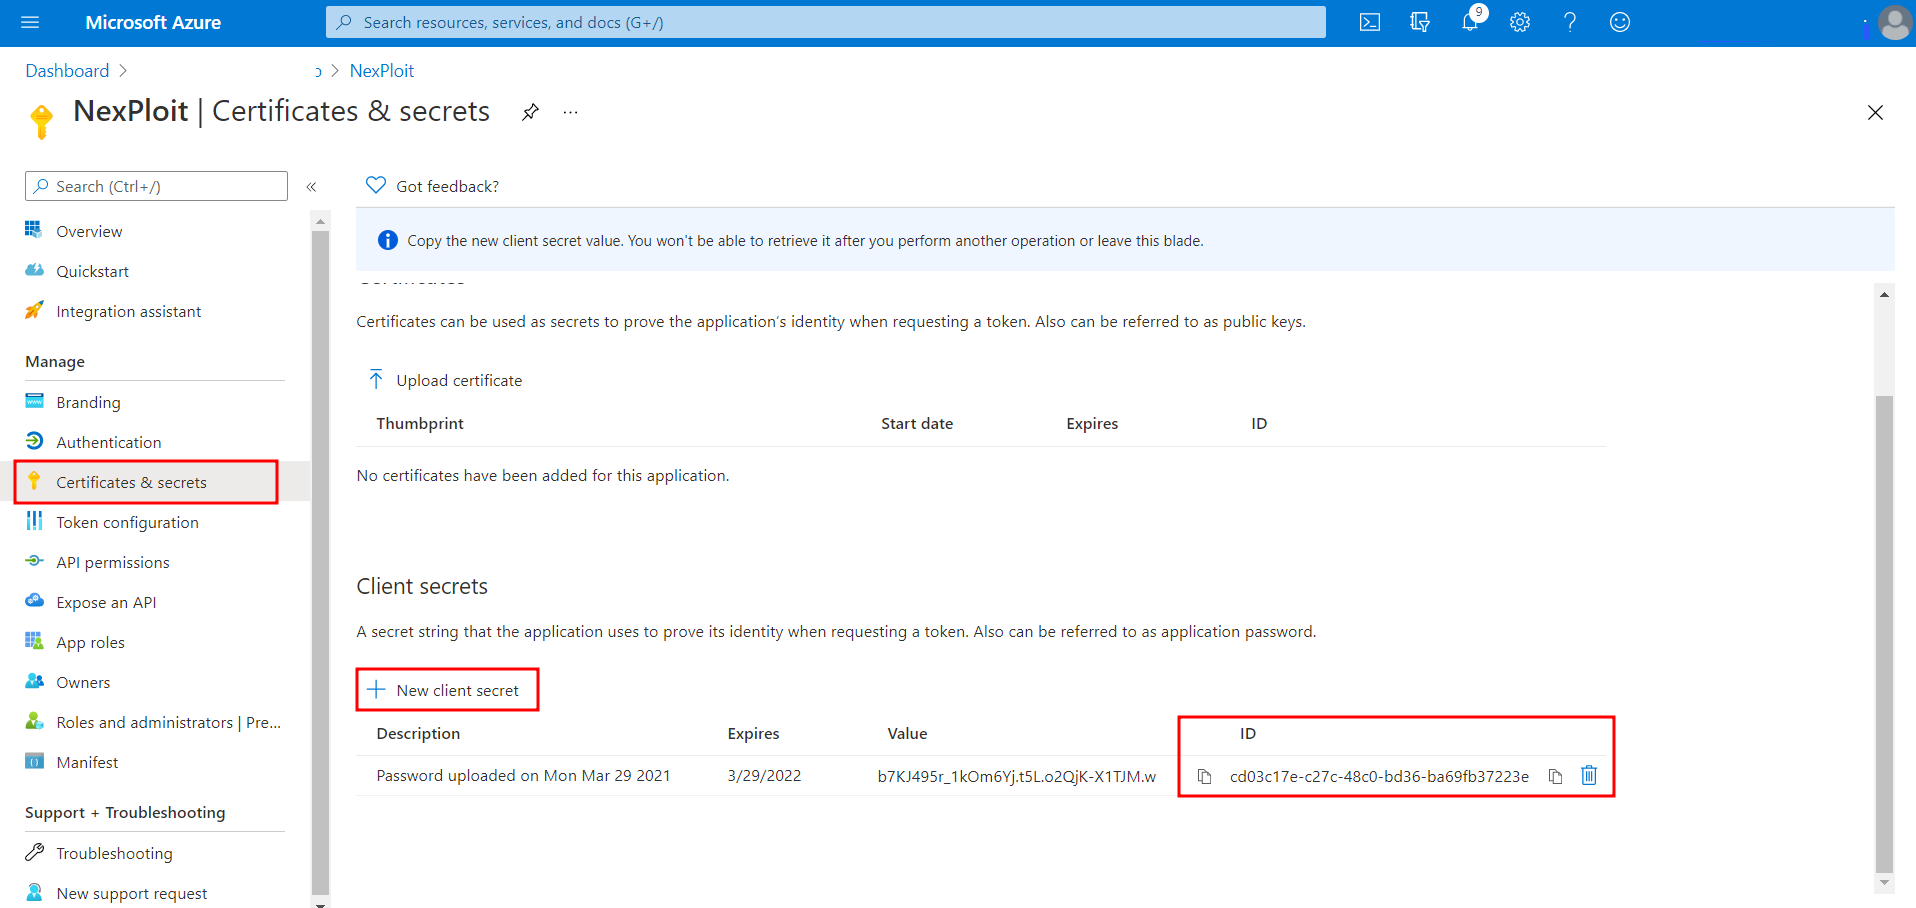 Microsoft Azure
Search resources, services, and docs (G+/)
9
Dashboard > > NexPloit
NexPloit | Certificates & secrets
Search (Ctrl+/)
«
Got feedback?
Overview
Quickstart
Integration assistant
Manage
Branding
Authentication
Certificates & secrets
Token configuration
API permissions
Expose an API
App roles
Owners
Roles and administrators | Pre...
Manifest
Support + Troubleshooting
Troubleshooting
New support request
Copy the new client secret value. You won't be able to retrieve it after you perform another operation or leave this blade.
Certificates can be used as secrets to prove the application's identity when requesting a token. Also can be referred to as public keys.
Upload certificate
Thumbprint Start date Expires ID
No certificates have been added for this application.
Client secrets
A secret string that the application uses to prove its identity when requesting a token. Also can be referred to as application password.
New client secret
Description Expires Value ID
Password uploaded on Mon Mar 29 2021 3/29/2022 b7KJ495r_1kOm6Yj.t5L.o2QjK-X1TJM.w cd03c17e-c27c-48c0-bd36-ba69fb37223e